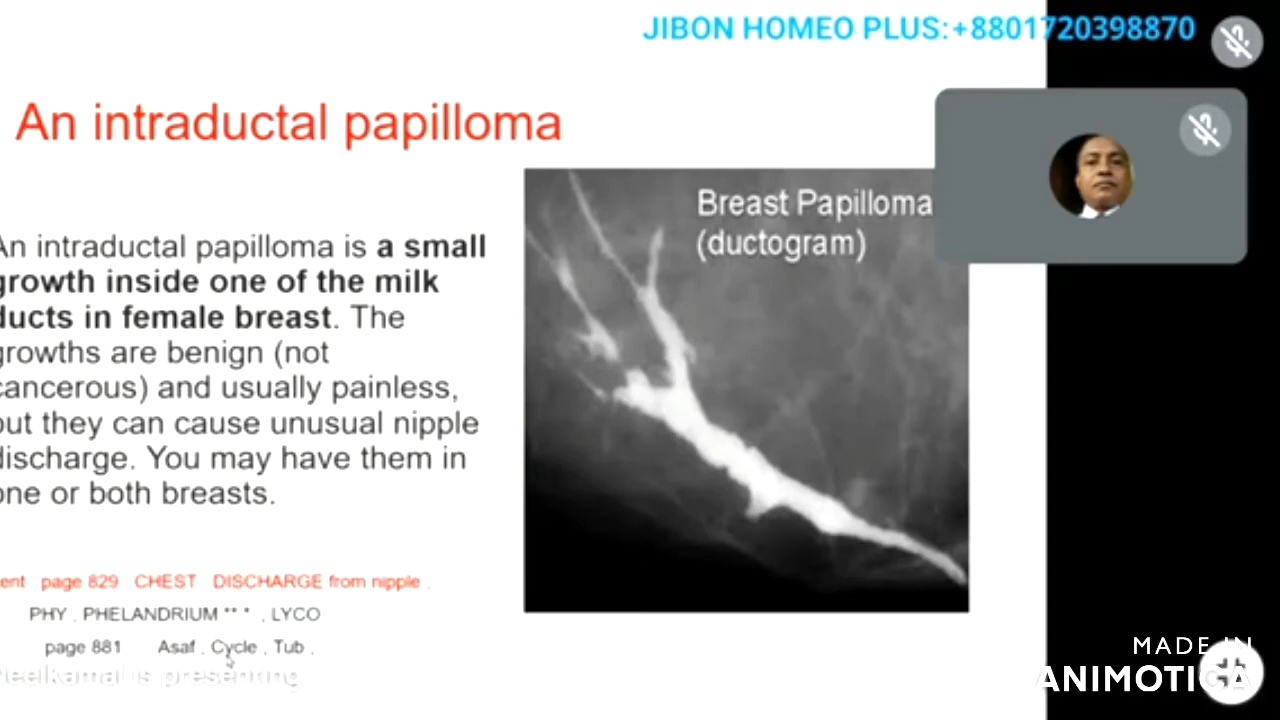 JIBON HOMEO PLUS:+8801720398870
An intraductal papilloma
An intraductal papilloma is a small
growth inside one of the milk
ducts in female breast. The
growths are benign (not
cancerous) and usually painless,
but they can cause unusual nipple
discharge. You may have them in
one or both breasts.
Breast Papilloma
(ductogram)
ent page 829 CHEST DISCHARGE from nipple .
PHY . PHELANDRIUM ** * , LYCO
page 881 Asaf . Cycle . Tub .
is presenting
MADE IN
ANIMOTICA